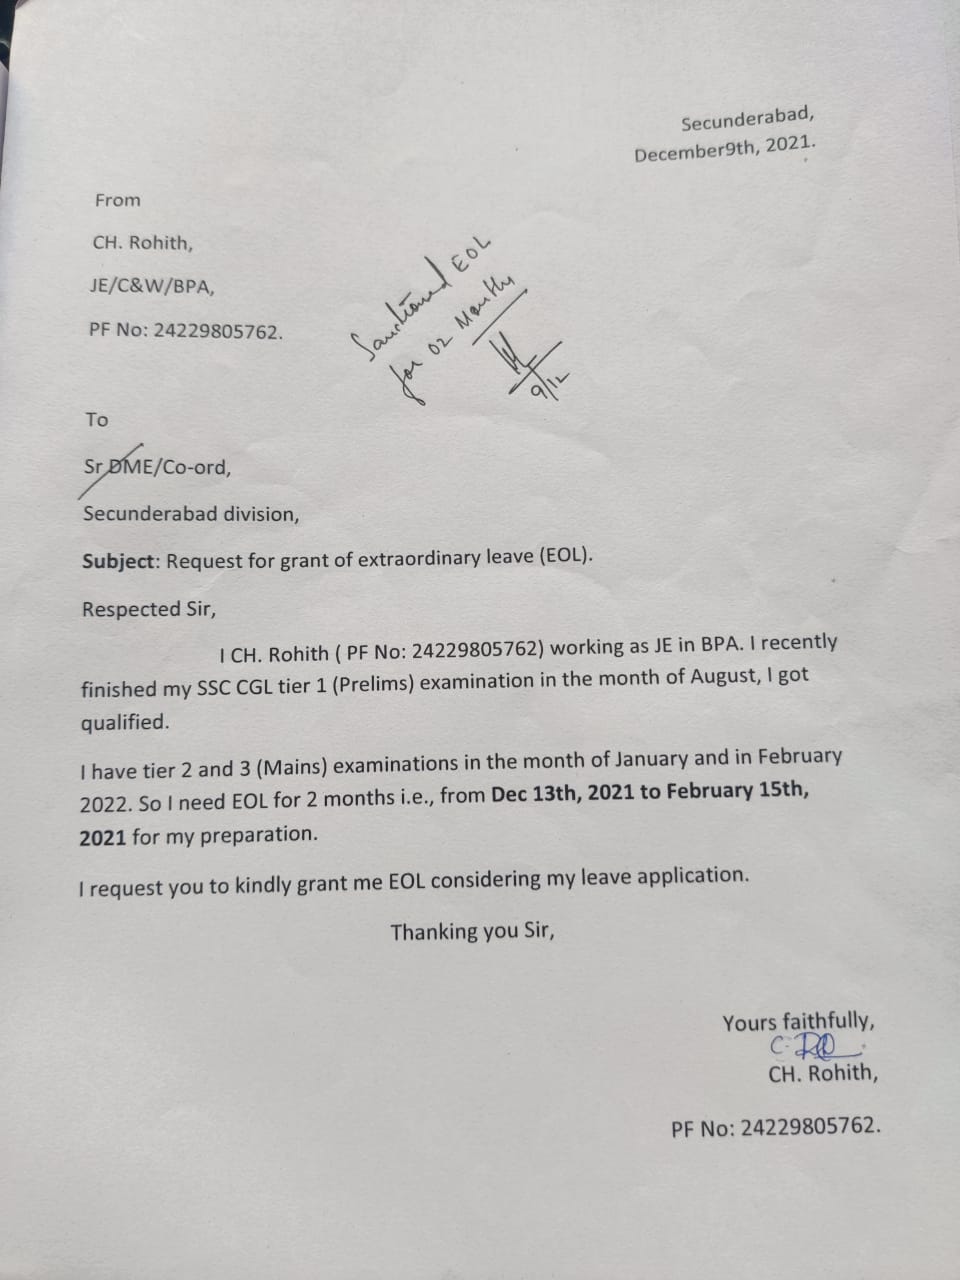 Secunderabad,
December9th, 2021.
From
CH. Rohith,
JE/C&W/BPA,
PF No: 24229805762.
Sanctioned EOL
for 02 Months
9/12
To
Sr DME/Co-ord,
Secunderabad division,
Subject: Request for grant of extraordinary leave (EOL).
Respected Sir,
I CH. Rohith ( PF No: 24229805762) working as JE in BPA. I recently
finished my SSC CGL tier 1 (Prelims) examination in the month of August, I got
qualified.
I have tier 2 and 3 (Mains) examinations in the month of January and in February
2022. So I need EOL for 2 months i.e., from Dec 13th, 2021 to February 15th,
2021 for my preparation.
I request you to kindly grant me EOL considering my leave application.
Thanking you Sir,
Yours faithfully,
CH. Rohith,
PF No: 24229805762.